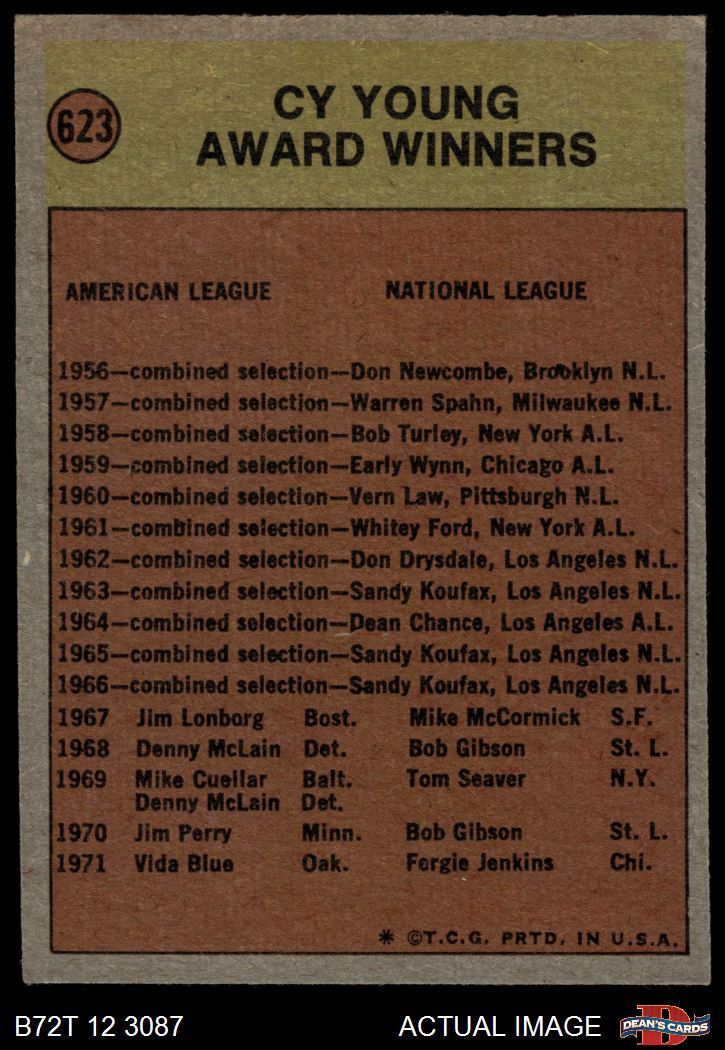 623
CY YOUNG
AWARD WINNERS
AMERICAN LEAGUE NATIONAL LEAGUE
1956—combined selection—Don Newcombe, Brooklyn N.L.
1957—combined selection—Warren Spahn, Milwaukee N.L.
1958—combined selection—Bob Turley, New York A.L.
1959—combined selection—Early Wynn, Chicago A.L.
1960—combined selection—Vern Law, Pittsburgh N.L.
1961—combined selection—Whitey Ford, New York A.L.
1962—combined selection—Don Drysdale, Los Angeles N.L.
1963—combined selection—Sandy Koufax, Los Angeles N.L.
1964—combined selection—Dean Chance, Los Angeles A.L.
1965—combined selection—Sandy Koufax, Los Angeles N.L.
1966—combined selection—Sandy Koufax, Los Angeles N.L.
1967 Jim Lonborg Bost. Mike McCormick S.F.
1968 Denny McLain Det. Bob Gibson St. L.
1969 Mike Cuellar Balt. Tom Seaver N.Y.
Denny McLain Det.
1970 Jim Perry Minn. Bob Gibson St. L.
1971 Vida Blue Oak. Fergie Jenkins Chi.
* ©T.C.G. PRTD. IN U.S.A.
B72T 12 3087 ACTUAL IMAGE DEAN'S CARDS